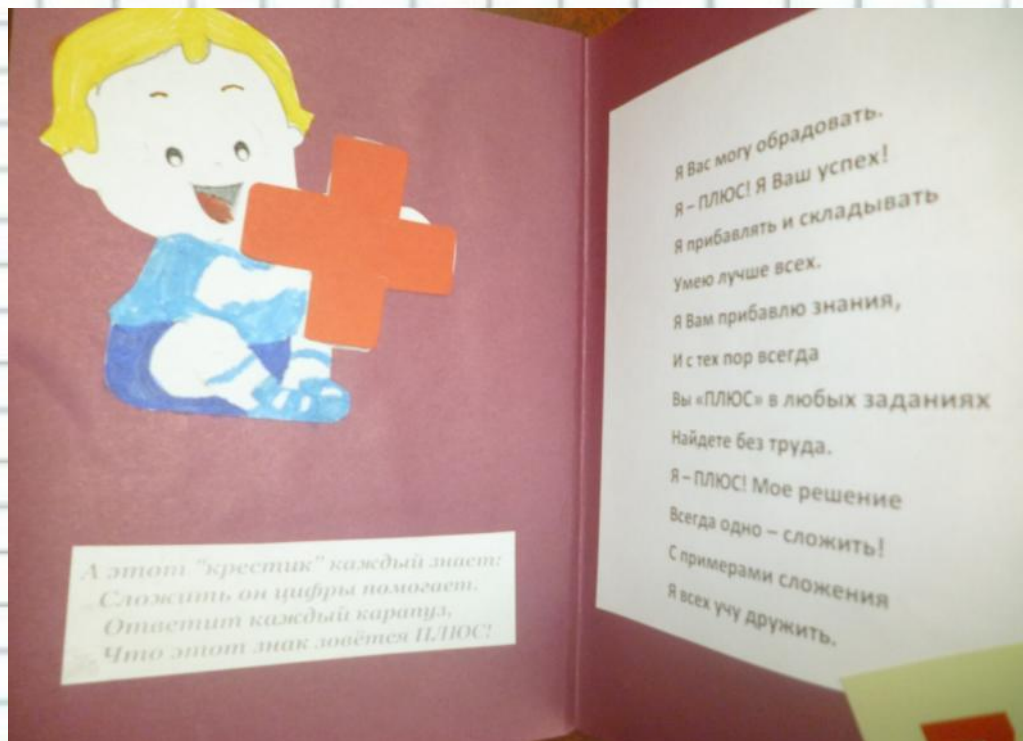 А этот "крестик" каждый знает:
Сложить он цифры помогает.
Ответит каждый карапуз,
Что этот знак зовётся ПЛЮС!
Я Вас могу обрадовать.
Я – ПЛЮС! Я Ваш успех!
Я прибавлять и складывать
Умею лучше всех.
Я Вам прибавлю знания,
И с тех пор всегда
Вы «ПЛЮС» в любых заданиях
Найдете без труда.
Я – ПЛЮС! Мое решение
Всегда одно – сложить!
С примерами сложения
Я всех учу дружить.